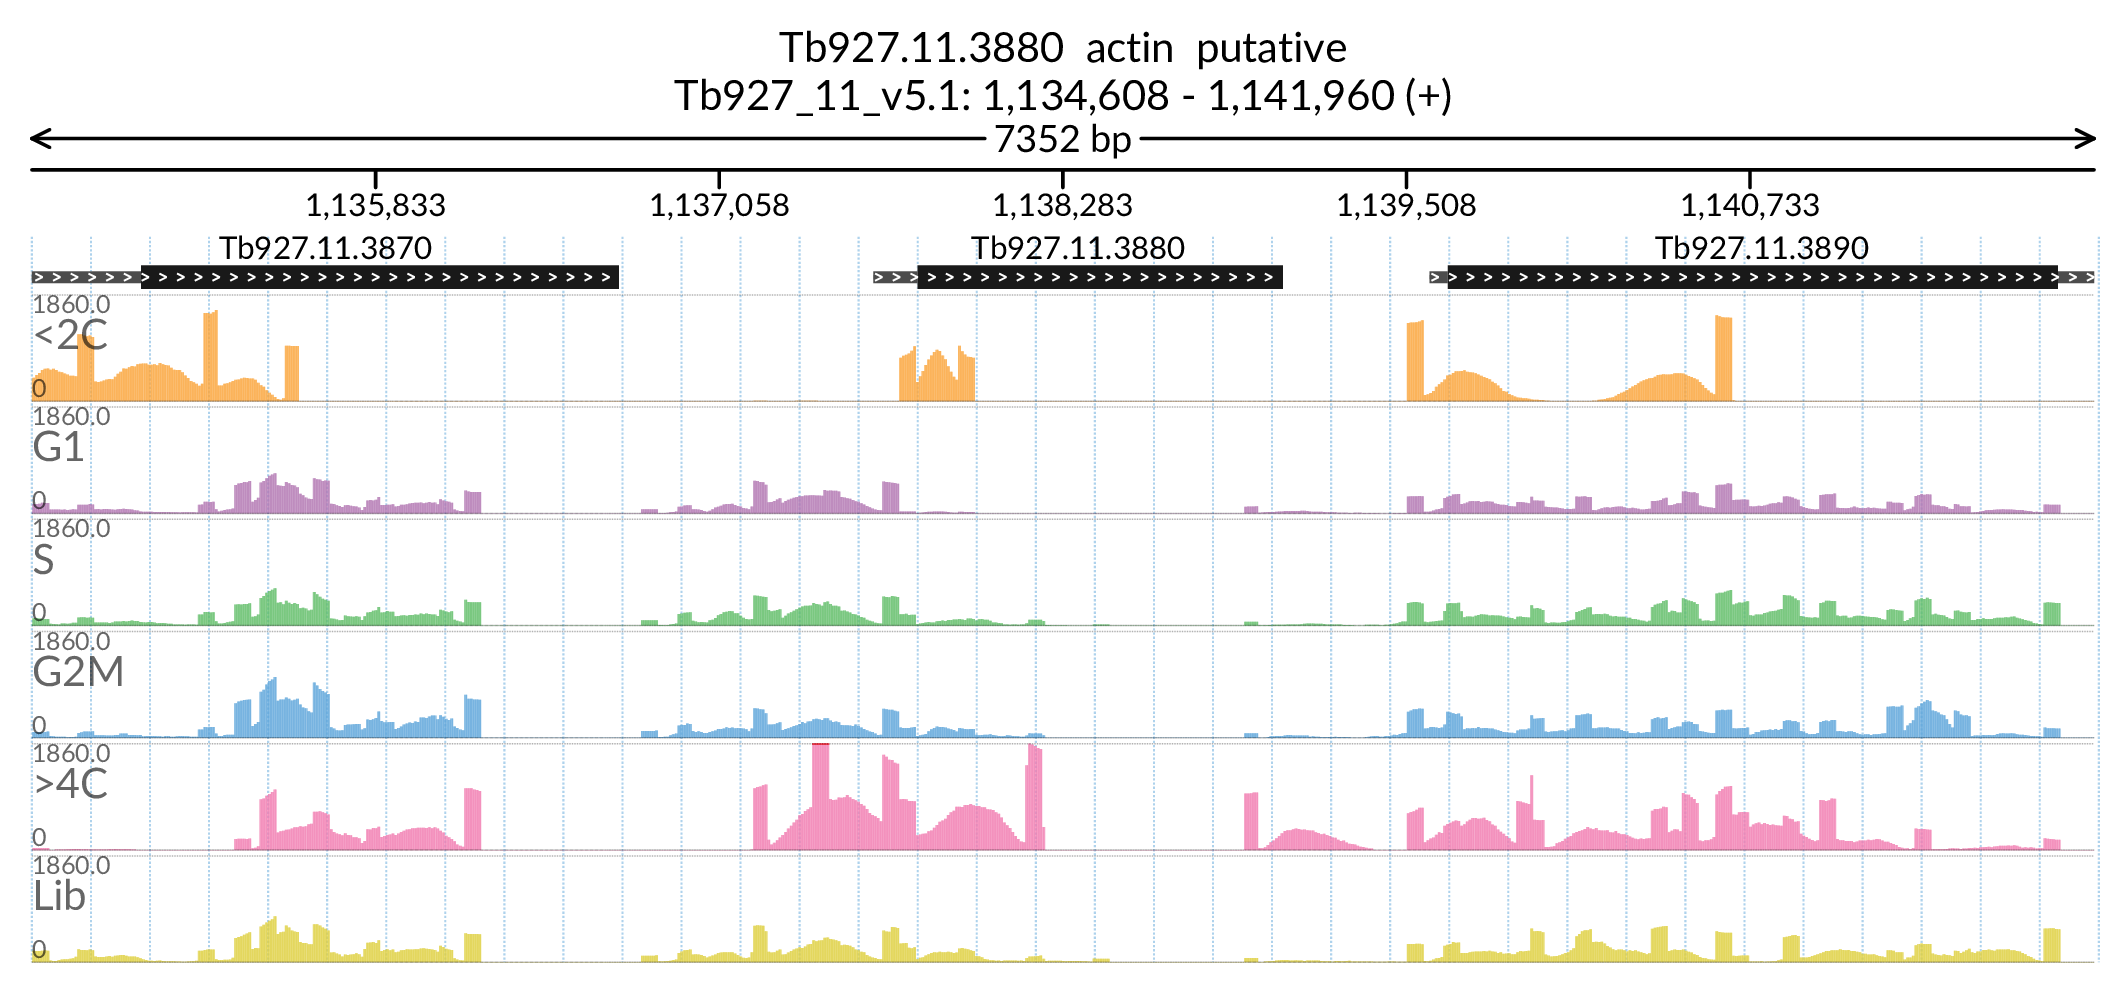 Tb927.11.3880 actin putative
Tb927_11_v5.1: 1,134,608 - 1,141,960 (+)
7352 bp
1,135,833 1,137,058 1,138,283 1,139,508 1,140,733
Tb927.11.3870 Tb927.11.3880 Tb927.11.3890
1860.0
<2C
0
1860.0
G1
0
1860.0
S
0
1860.0
G2M
0
1860.0
>4C
0
1860.0
Lib
0